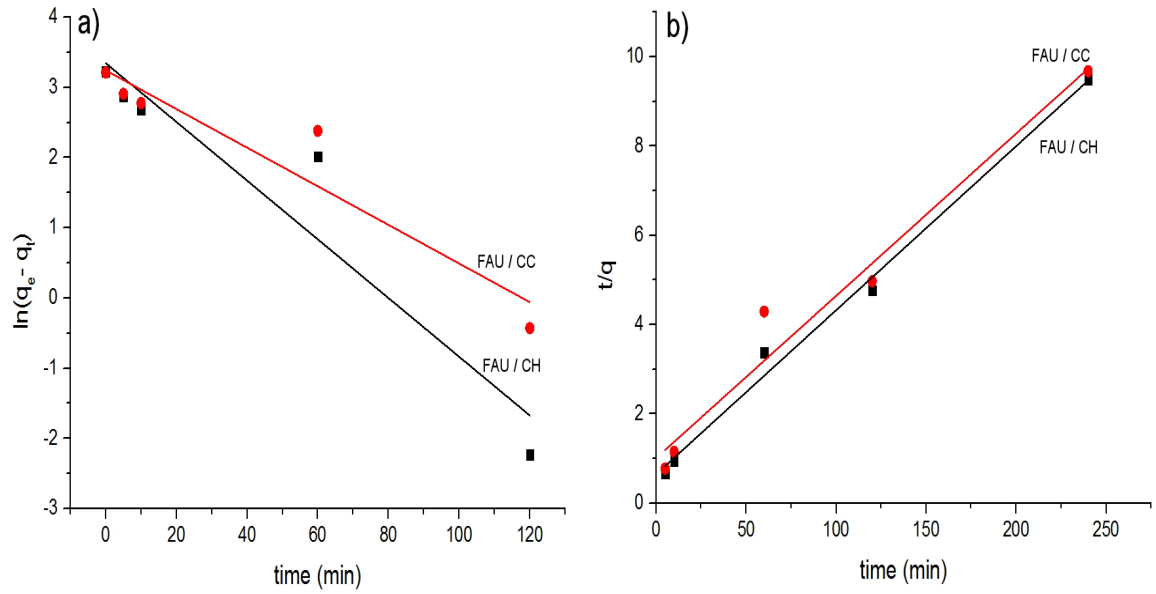 a)
4
3
2
1
0
-1
-2
-3
ln(qe - qt)
FAU / CC
FAU / CH
0 20 40 60 80 100 120
time (min)
b)
10
8
6
4
2
0
t/q
FAU / CC
FAU / CH
0 50 100 150 200 250
time (min)